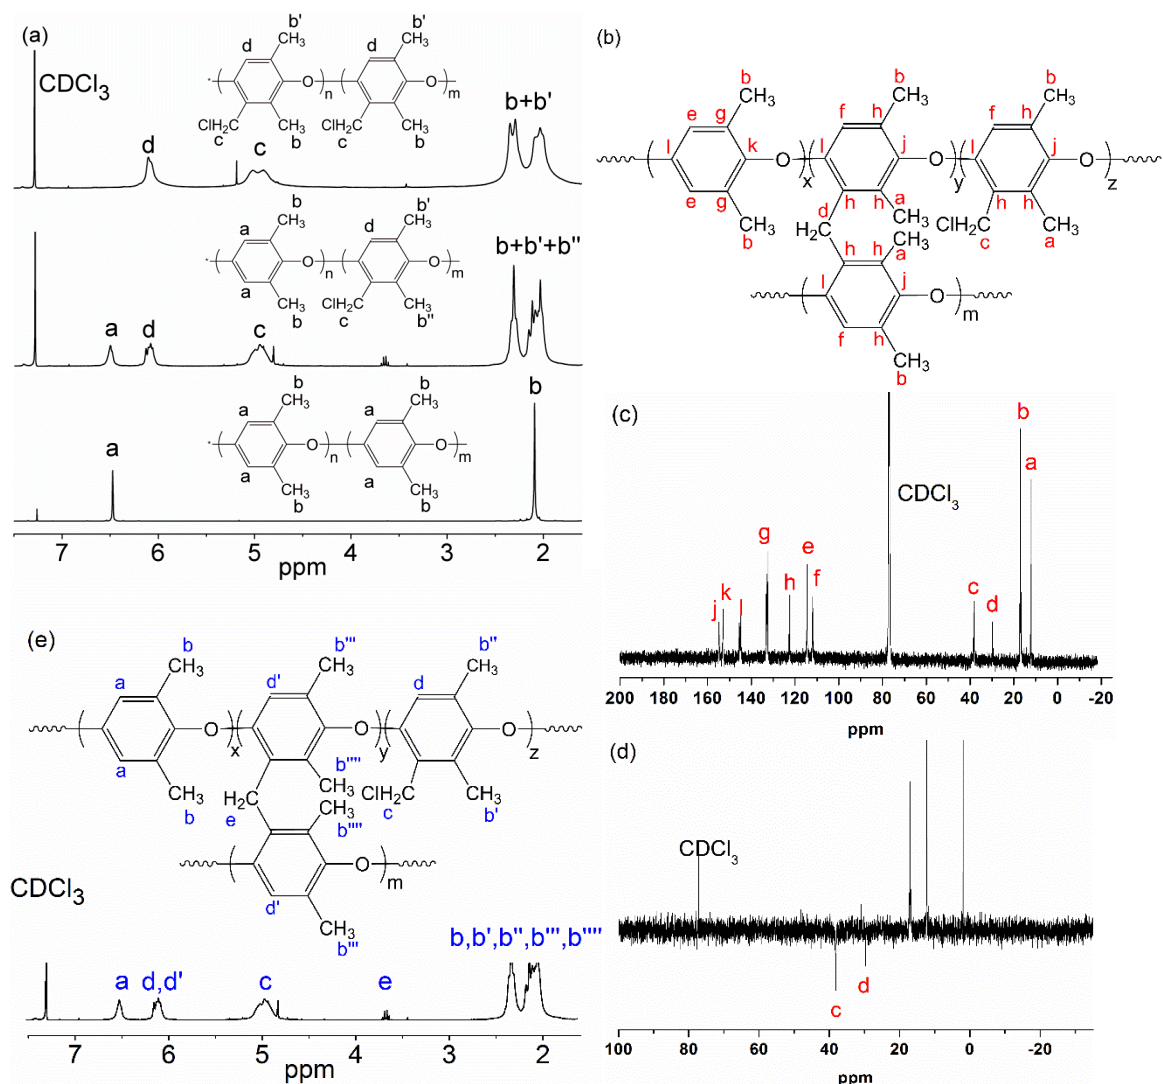 (a)
CDCl3
b'
d CH3 d CH3
* ( O )n ( O )m
ClH2C CH3 ClH2C CH3
c b c b
b+b'
d
c
b b'
a CH3 d CH3
* ( O )n ( O )m
a CH3 ClH2C CH3
b c b''
b+b'+b''
a d c
b b
a CH3 a CH3
* ( O )n ( O )m
a CH3 a CH3
b b
b
a
7 6 5 4 3 2
ppm
(b)
b b b
CH3 CH3 CH3
e g f h f h
l k O x l j O y l j O z
e g h h a h h
CH3 d CH3 ClH2C CH3
b H2C CH3 c a
h h a
l j O m
f h
CH3
b
(c)
b
a
CDCl3
g
e
h f
j k l
c
d
200 180 160 140 120 100 80 60 40 20 0 -20
ppm
(d)
CDCl3
c
d
100 80 60 40 20 0 -20
ppm
(e)
b b''' b''
CH3 CH3 CH3
a d' d
O x O y O z
a b''''
CH3 H2C CH3 ClH2C CH3
b e CH3 c b'
b''''
O m
d'
CH3
b'''
CDCl3
b,b',b'',b''',b''''
a d,d' c e
7 6 5 4 3 2
ppm